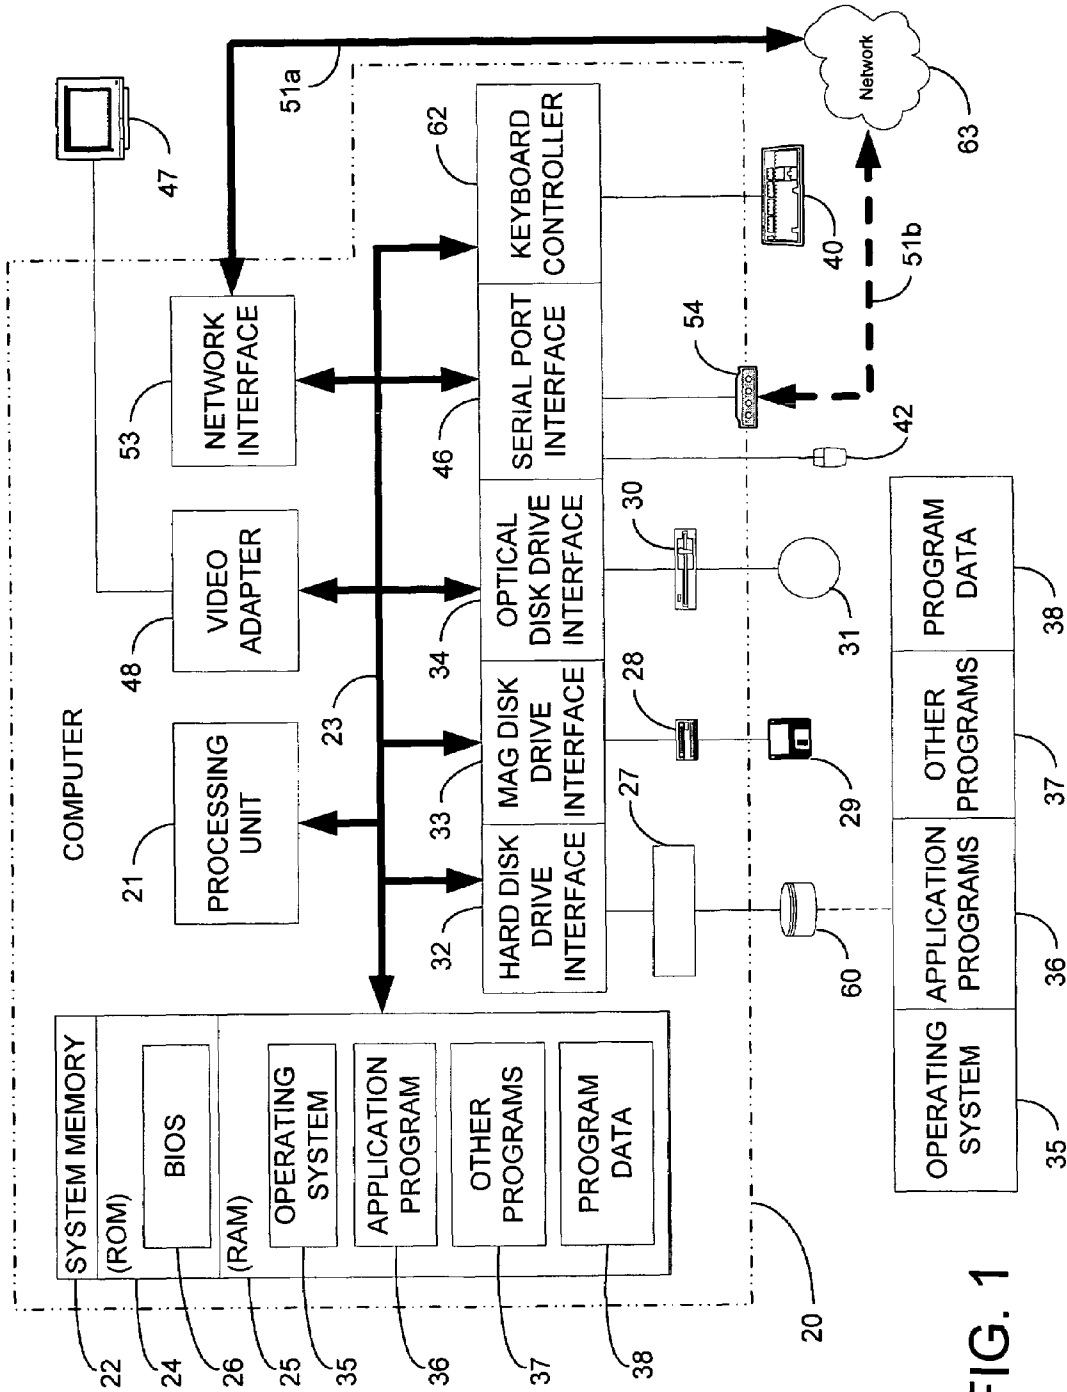 COMPUTER
47
51a
22
SYSTEM MEMORY
24
(ROM)
26
BIOS
25
(RAM)
35
OPERATING
SYSTEM
36
APPLICATION
PROGRAM
37
OTHER
PROGRAMS
38
PROGRAM
DATA
21
PROCESSING
UNIT
48
VIDEO
ADAPTER
53
NETWORK
INTERFACE
23
32
HARD DISK
DRIVE
INTERFACE
33
MAG DISK
DRIVE
INTERFACE
34
OPTICAL
DISK DRIVE
INTERFACE
46
SERIAL PORT
INTERFACE
62
KEYBOARD
CONTROLLER
27
28
30
54
20
60
29
31
42
40
51b
Network
63
OPERATING
SYSTEM
APPLICATION
PROGRAMS
OTHER
PROGRAMS
PROGRAM
DATA
35
36
37
38
FIG. 1